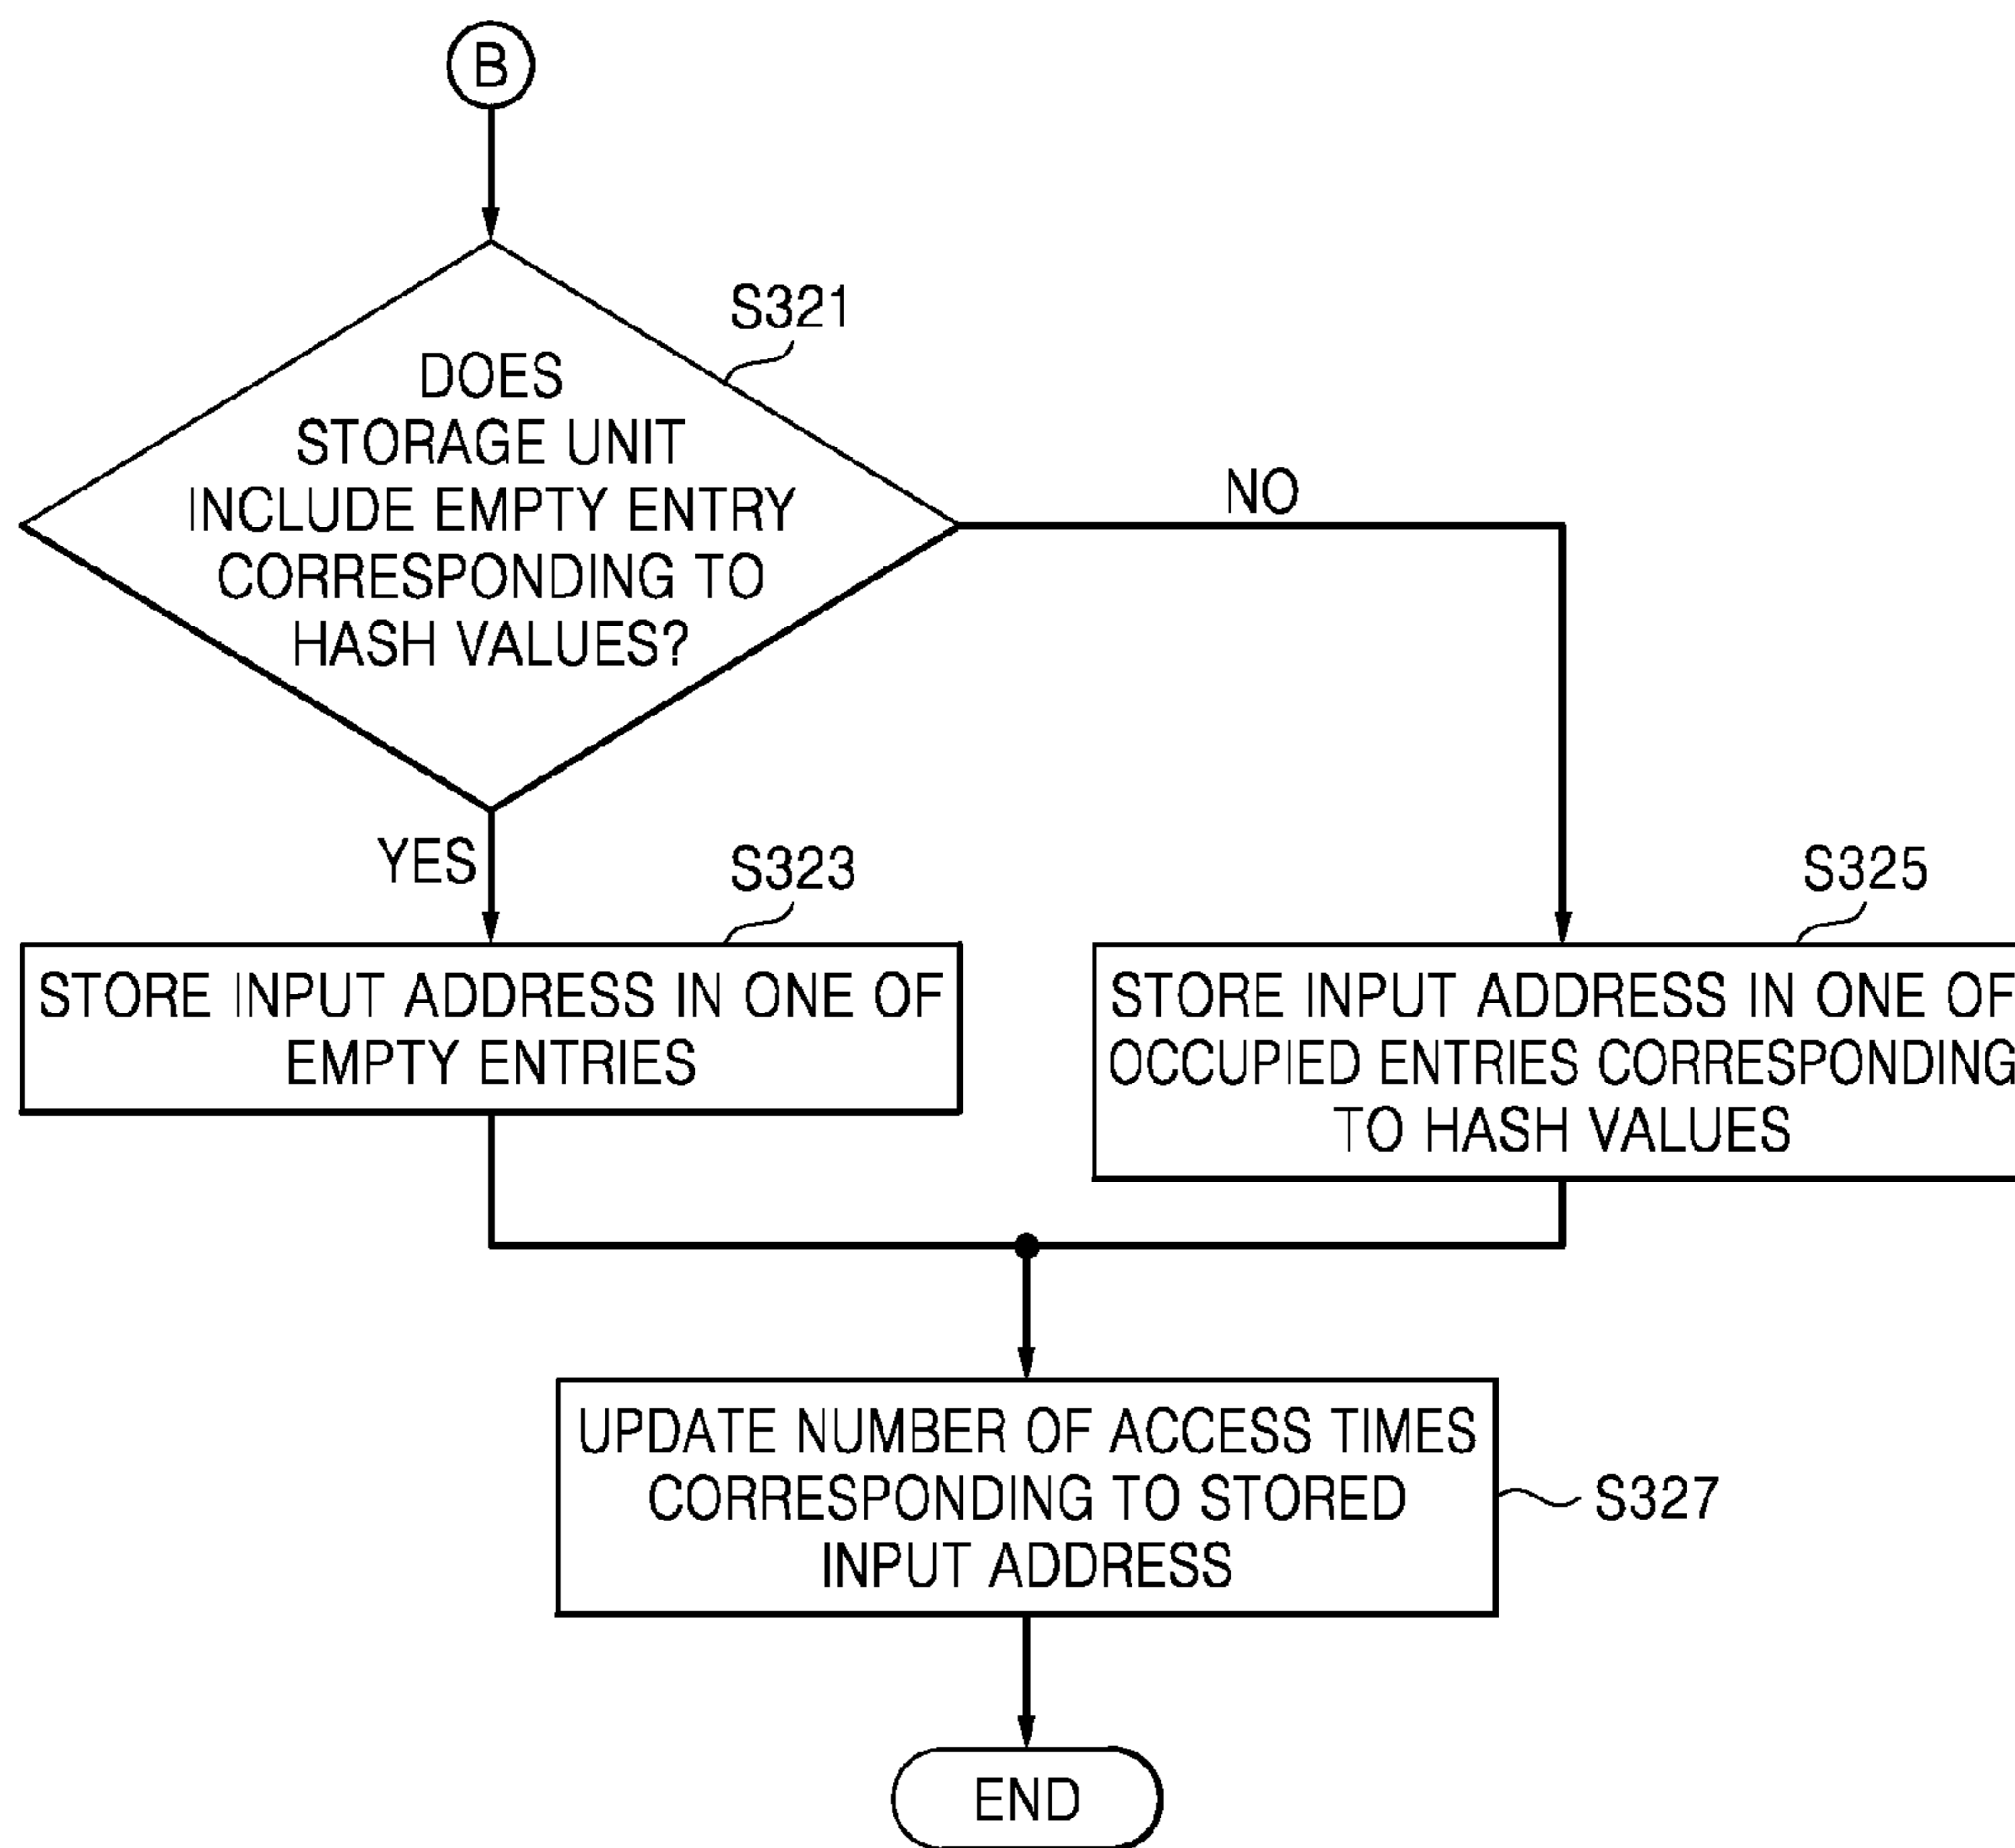 B
S321
DOES
STORAGE UNIT
INCLUDE EMPTY ENTRY
CORRESPONDING TO
HASH VALUES?
NO
YES
S323
S325
STORE INPUT ADDRESS IN ONE OF
EMPTY ENTRIES
STORE INPUT ADDRESS IN ONE OF
OCCUPIED ENTRIES CORRESPONDING
TO HASH VALUES
UPDATE NUMBER OF ACCESS TIMES
CORRESPONDING TO STORED
INPUT ADDRESS
S327
END